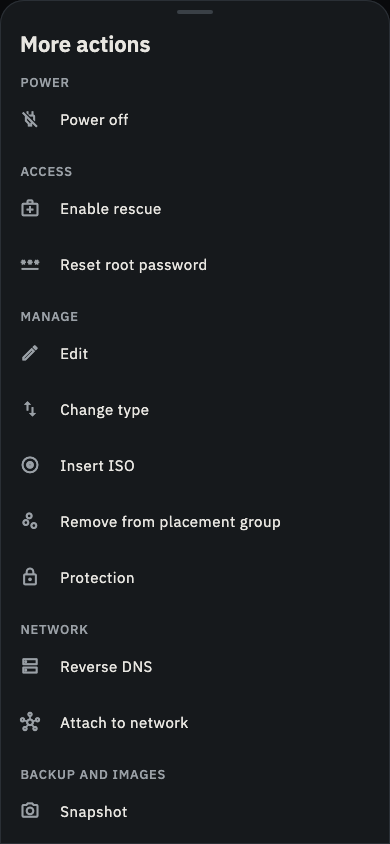 More actions
POWER
Power off
ACCESS
Enable rescue
Reset root password
MANAGE
Edit
Change type
Insert ISO
Remove from placement group
Protection
NETWORK
Reverse DNS
Attach to network
BACKUP AND IMAGES
Snapshot